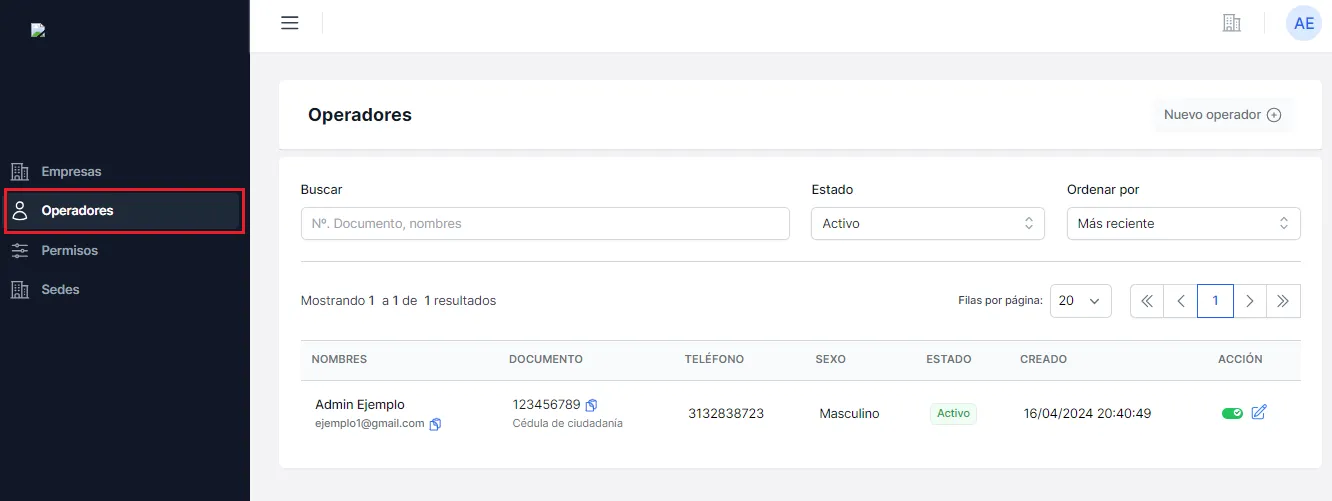 AE
Empresas
Operadores
Permisos
Sedes
Operadores
Nuevo operador
Buscar
Estado
Ordenar por
Nº. Documento, nombres
Activo
Más reciente
Mostrando 1 a 1 de 1 resultados
Filas por página:
20
1
NOMBRES DOCUMENTO TELÉFONO SEXO ESTADO CREADO ACCIÓN
Admin Ejemplo
ejemplo1@gmail.com
123456789
Cédula de ciudadanía
3132838723
Masculino
Activo
16/04/2024 20:40:49